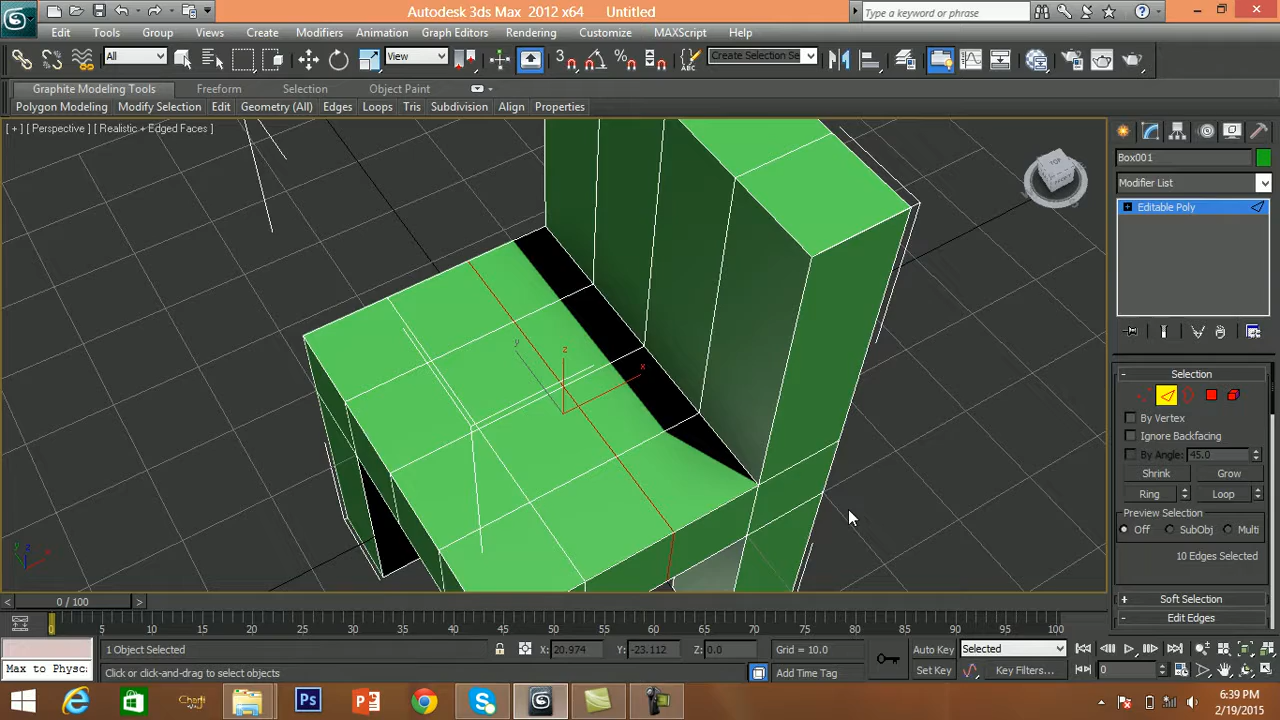 Autodesk 3ds Max 2012 x64 Untitled
Type a keyword or phrase
Edit Tools Group Views Create Modifiers Animation Graph Editors Rendering Customize MAXScript Help
All View 3 Create Selection Se
Graphite Modeling Tools Freeform Selection Object Paint
Polygon Modeling Modify Selection Edit Geometry (All) Edges Loops Tris Subdivision Subdivision Align Properties
[ + ] [ Perspective ] [ Realistic + Edged Faces ]
TOP
Box001
Modifier List
Editable Poly
z
y
x
Selection
By Vertex
Ignore Backfacing
By Angle: 45.0
Shrink Grow
Ring Loop
Preview Selection
Off SubObj Multi
10 Edges Selected
Soft Selection
Edit Edges
0 / 100
0 5 10 15 20 25 30 35 40 45 50 55 60 65 70 75 80 85 90 95 100
1 Object Selected X: 20.974 Y: -23.112 Z: 0.0 Grid = 10.0 Auto Key Selected
Max to Physc Click or click-and-drag to select objects Add Time Tag Set Key Key Filters... 0
6:39 PM
2/19/2015